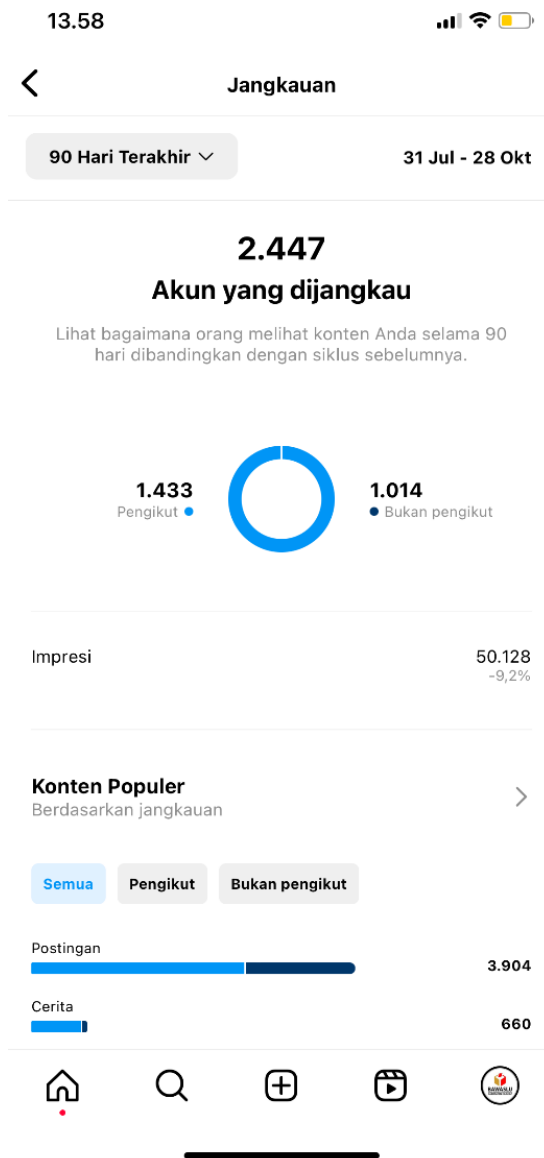 13.58
Jangkauan
90 Hari Terakhir
31 Jul - 28 Okt
2.447
Akun yang dijangkau
Lihat bagaimana orang melihat konten Anda selama 90
hari dibandingkan dengan siklus sebelumnya.
1.433
Pengikut
1.014
Bukan pengikut
Impresi
50.128
-9,2%
Konten Populer
Berdasarkan jangkauan
Semua
Pengikut
Bukan pengikut
Postingan
3.904
Cerita
660
BAWASLU